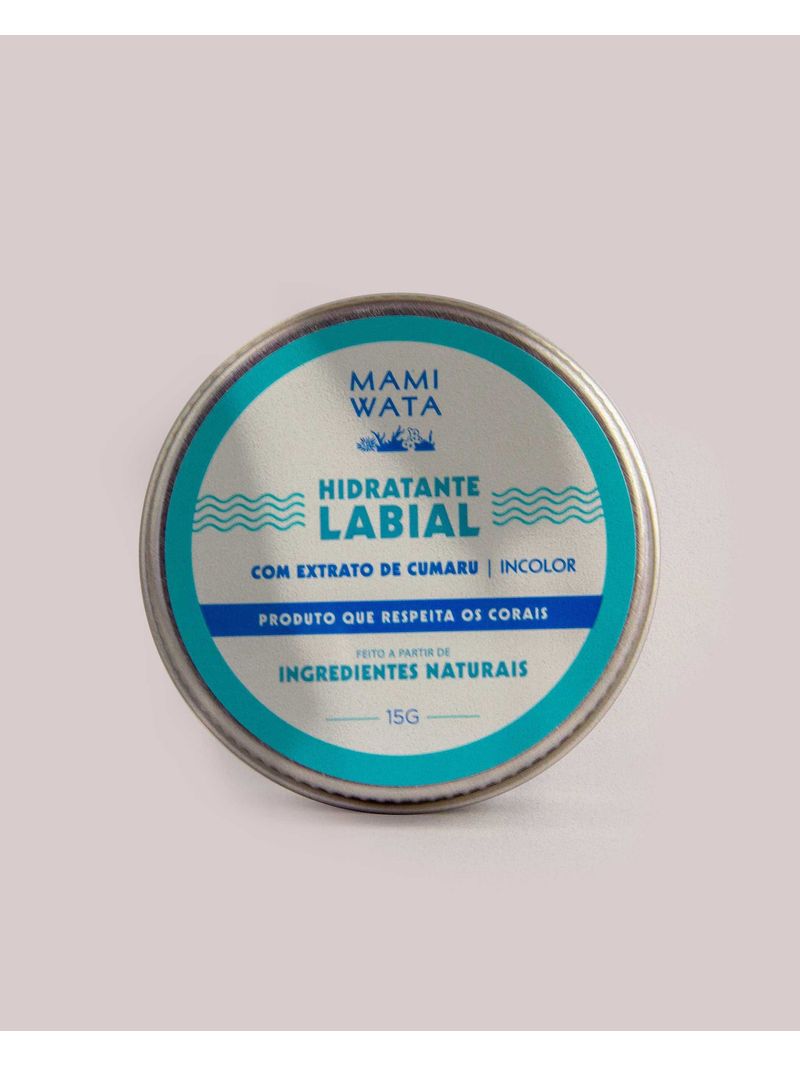 MAMI
WATA
HIDRATANTE
LABIAL
COM EXTRATO DE CUMARU | INCOLOR
PRODUTO QUE RESPEITA OS CORAIS
FEITO A PARTIR DE
INGREDIENTES NATURAIS
15G